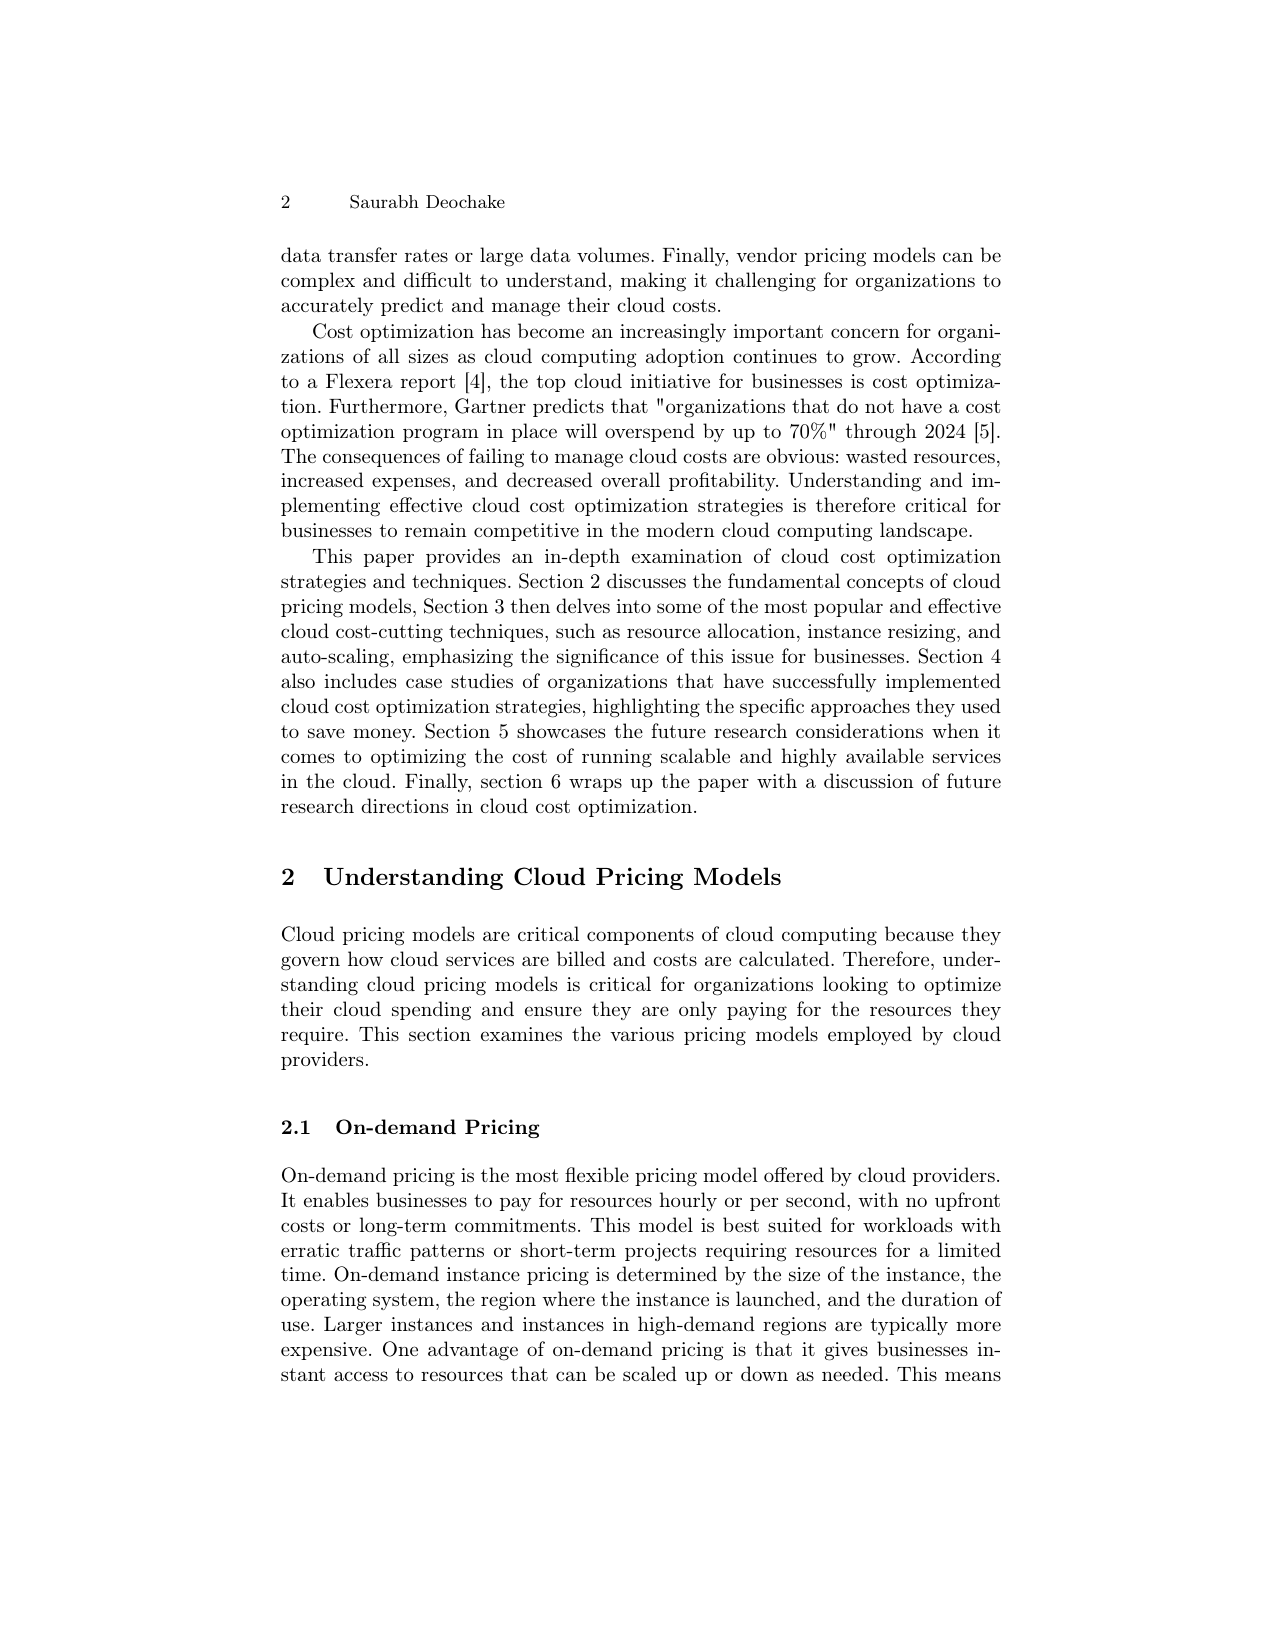 2 Saurabh Deochake
data transfer rates or large data volumes. Finally, vendor pricing models can be
complex and difficult to understand, making it challenging for organizations to
accurately predict and manage their cloud costs.
Cost optimization has become an increasingly important concern for organi-
zations of all sizes as cloud computing adoption continues to grow. According
to a Flexera report [4], the top cloud initiative for businesses is cost optimiza-
tion. Furthermore, Gartner predicts that "organizations that do not have a cost
optimization program in place will overspend by up to 70%" through 2024 [5].
The consequences of failing to manage cloud costs are obvious: wasted resources,
increased expenses, and decreased overall profitability. Understanding and im-
plementing effective cloud cost optimization strategies is therefore critical for
businesses to remain competitive in the modern cloud computing landscape.
This paper provides an in-depth examination of cloud cost optimization
strategies and techniques. Section 2 discusses the fundamental concepts of cloud
pricing models, Section 3 then delves into some of the most popular and effective
cloud cost-cutting techniques, such as resource allocation, instance resizing, and
auto-scaling, emphasizing the significance of this issue for businesses. Section 4
also includes case studies of organizations that have successfully implemented
cloud cost optimization strategies, highlighting the specific approaches they used
to save money. Section 5 showcases the future research considerations when it
comes to optimizing the cost of running scalable and highly available services
in the cloud. Finally, section 6 wraps up the paper with a discussion of future
research directions in cloud cost optimization.
2 Understanding Cloud Pricing Models
Cloud pricing models are critical components of cloud computing because they
govern how cloud services are billed and costs are calculated. Therefore, under-
standing cloud pricing models is critical for organizations looking to optimize
their cloud spending and ensure they are only paying for the resources they
require. This section examines the various pricing models employed by cloud
providers.
2.1 On-demand Pricing
On-demand pricing is the most flexible pricing model offered by cloud providers.
It enables businesses to pay for resources hourly or per second, with no upfront
costs or long-term commitments. This model is best suited for workloads with
erratic traffic patterns or short-term projects requiring resources for a limited
time. On-demand instance pricing is determined by the size of the instance, the
operating system, the region where the instance is launched, and the duration of
use. Larger instances and instances in high-demand regions are typically more
expensive. One advantage of on-demand pricing is that it gives businesses in-
stant access to resources that can be scaled up or down as needed. This means